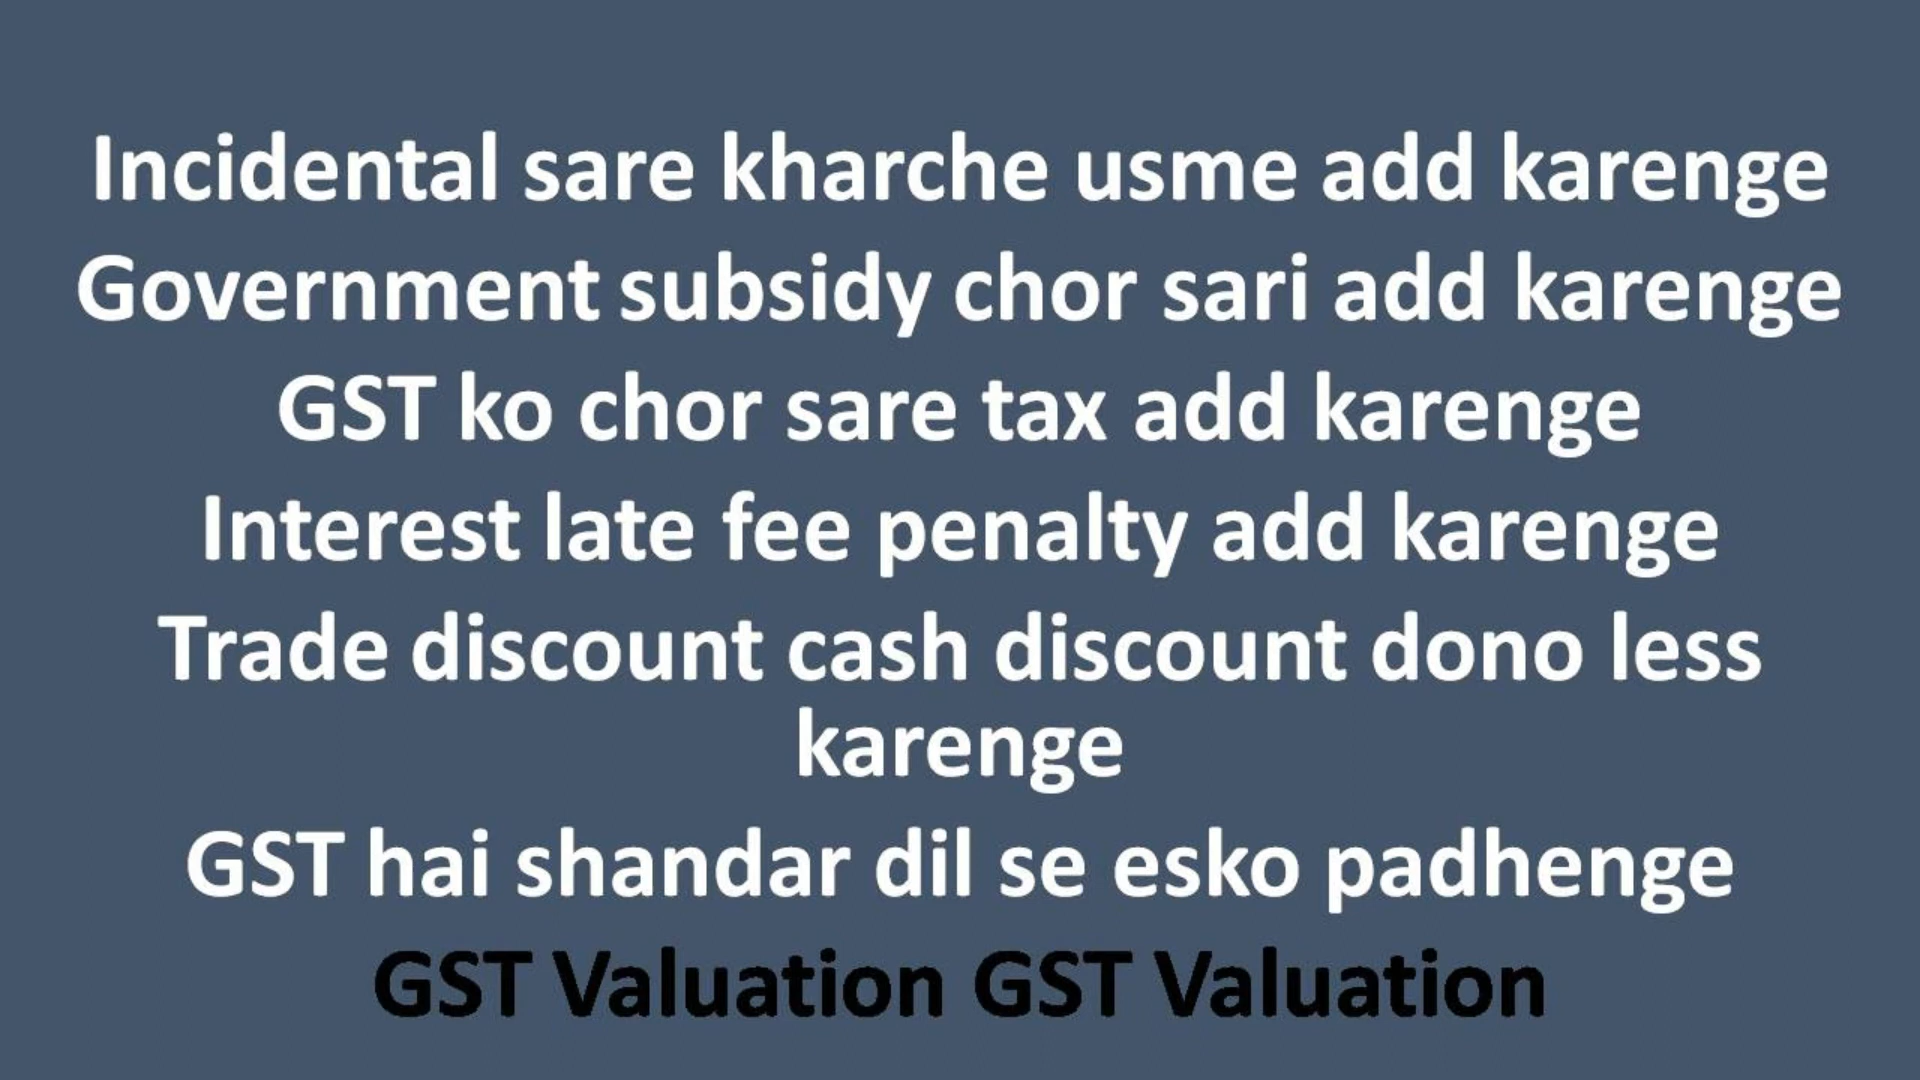 Incidental sare kharche usme add karenge
Government subsidy chor sari add karenge
GST ko chor sare tax add karenge
Interest late fee penalty add karenge
Trade discount cash discount dono less
karenge
GST hai shandar dil se esko padhenge
GST Valuation GST Valuation